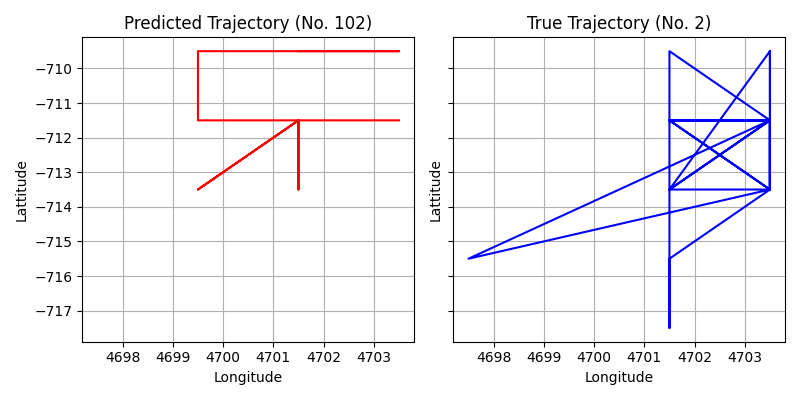 Predicted Trajectory (No. 102)
True Trajectory (No. 2)
−710
−711
−712
−713
−714
−715
−716
−717
Lattitude
Lattitude
4698 4699 4700 4701 4702 4703
4698 4699 4700 4701 4702 4703
Longitude
Longitude